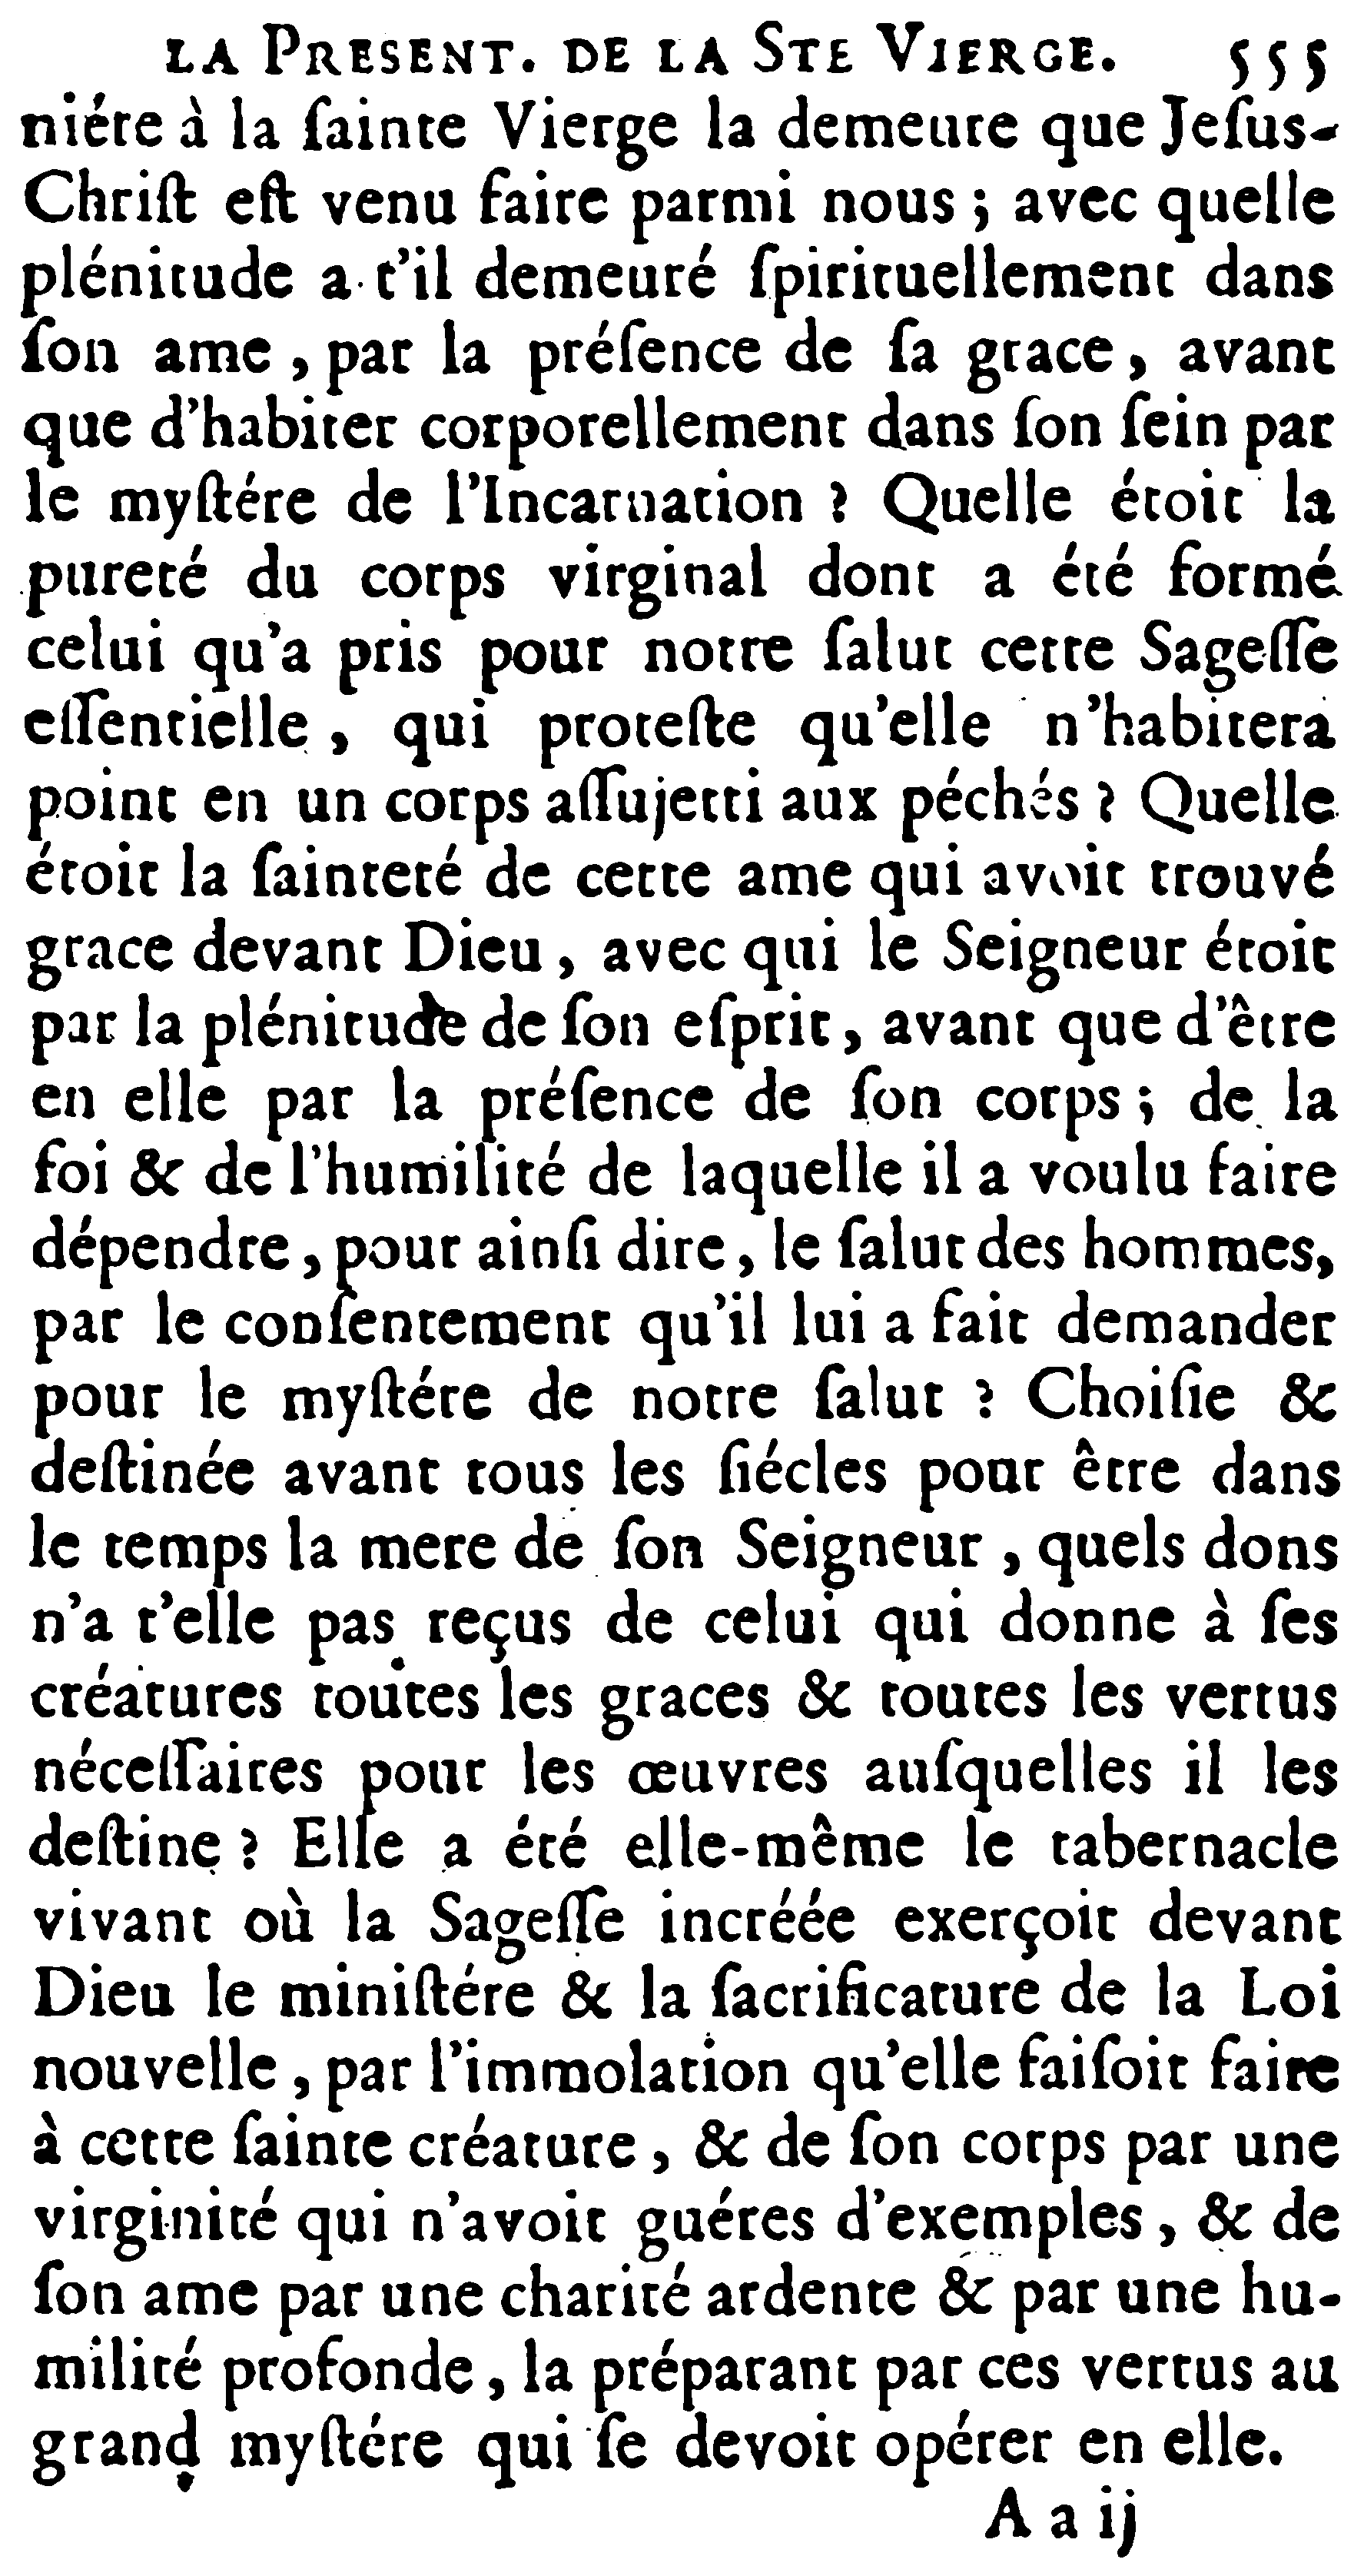 LA PRESENT. DE LA STE VIERGE. 555
niére à la ſainte Vierge la demeure que Jeſus-
Chriſt eſt venu faire parmi nous ; avec quelle
plénitude a-t'il demeuré ſpirituellement dans
ſon ame , par la préſence de ſa grace , avant
que d'habiter corporellement dans ſon ſein par
le myſtére de l'Incarnation ? Quelle étoit la
pureté du corps virginal dont a été formé
celui qu'a pris pour notre ſalut cette Sageſſe
eſſentielle , qui proteſte qu'elle n'habitera
point en un corps aſſujetti aux péchés ? Quelle
étoit la ſainteté de cette ame qui avoit trouvé
grace devant Dieu , avec qui le Seigneur étoit
par la plénitude de ſon eſprit , avant que d'être
en elle par la préſence de ſon corps ; de la
foi & de l'humilité de laquelle il a voulu faire
dépendre , pour ainſi dire , le ſalut des hommes,
par le conſentement qu'il lui a fait demander
pour le myſtére de notre ſalut ? Choiſie &
deſtinée avant tous les ſiécles pour être dans
le temps la mere de ſon Seigneur , quels dons
n'a t'elle pas reçus de celui qui donne à ſes
créatures toutes les graces & toutes les vertus
néceſſaires pour les œuvres auſquelles il les
deſtine ? Elle a été elle-même le tabernacle
vivant où la Sageſſe incréée exerçoit devant
Dieu le miniſtére & la ſacrificature de la Loi
nouvelle , par l'immolation qu'elle faiſoit faire
à cette ſainte créature , & de ſon corps par une
virginité qui n'avoit guéres d'exemples , & de
ſon ame par une charité ardente & par une hu-
milité profonde , la préparant par ces vertus au
grand myſtére qui ſe devoit opérer en elle.
A a ij